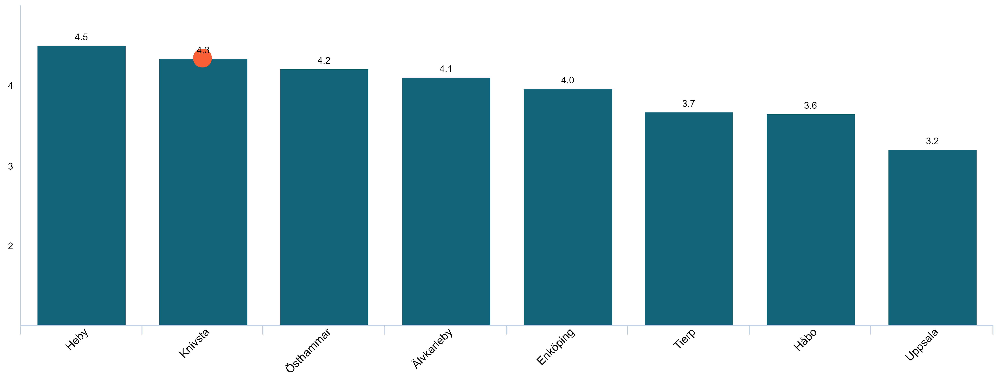 4.5
4.3
4.2
4.1
4.0
3.7
3.6
3.2
4
3
2
Heby
Knivsta
Östhammar
Älvkarleby
Enköping
Tierp
Håbo
Uppsala